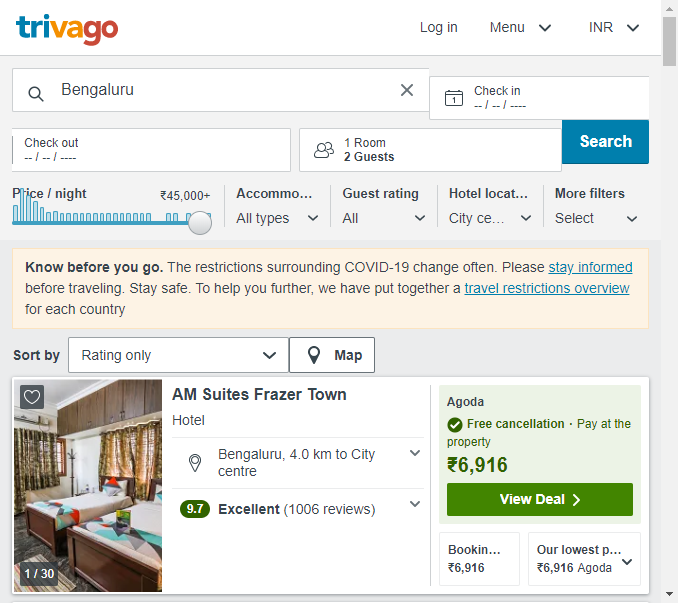 trivago
Log in
Menu
INR
Bengaluru
Check in
-- / -- / ----
1
Check out
-- / -- / ----
1 Room
2 Guests
Search
Price / night
₹45,000+
Accommo...
All types
Guest rating
All
Hotel locat...
City ce...
More filters
Select
Know before you go. The restrictions surrounding COVID-19 change often. Please stay informed
before traveling. Stay safe. To help you further, we have put together a travel restrictions overview
for each country
Sort by
Rating only
Map
AM Suites Frazer Town
Hotel
Bengaluru, 4.0 km to City
centre
9.7 Excellent (1006 reviews)
1 / 30
Agoda
Free cancellation · Pay at the
property
₹6,916
View Deal
Bookin...
₹6,916
Our lowest p...
₹6,916 Agoda